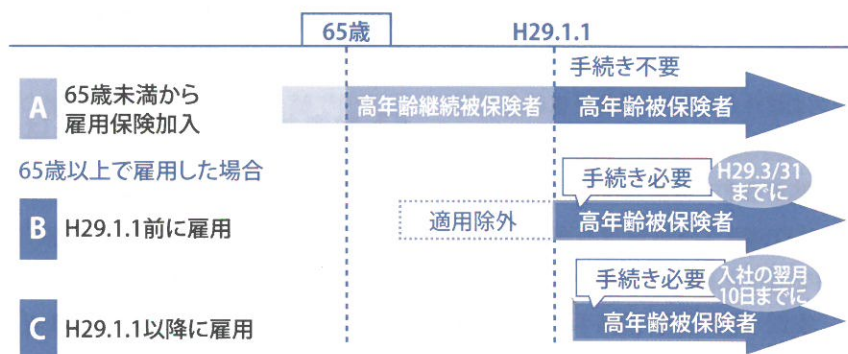 65歳
H29.1.1
手続き不要
A
65歳未満から
雇用保険加入
高年齢継続被保険者
高年齢被保険者
65歳以上で雇用した場合
手続き必要
H29.3/31
までに
B
H29.1.1前に雇用
適用除外
高年齢被保険者
手続き必要
入社の翌月
10日までに
C
H29.1.1以降に雇用
高年齢被保険者